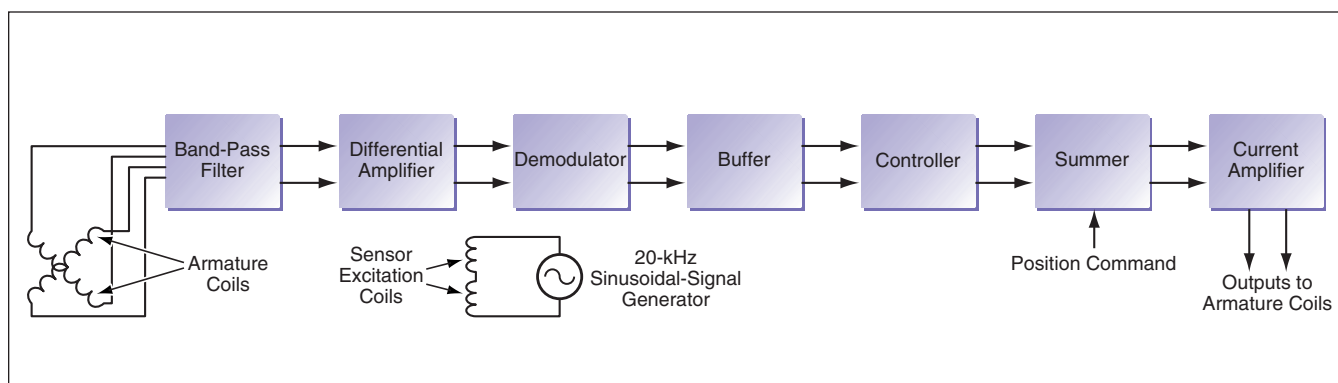 Band-Pass
Filter
Differential
Amplifier
Demodulator
Buffer
Controller
Summer
Current
Amplifier
Armature
Coils
Sensor
Excitation
Coils
20-kHz
Sinusoidal-Signal
Generator
Position Command
Outputs to
Armature Coils